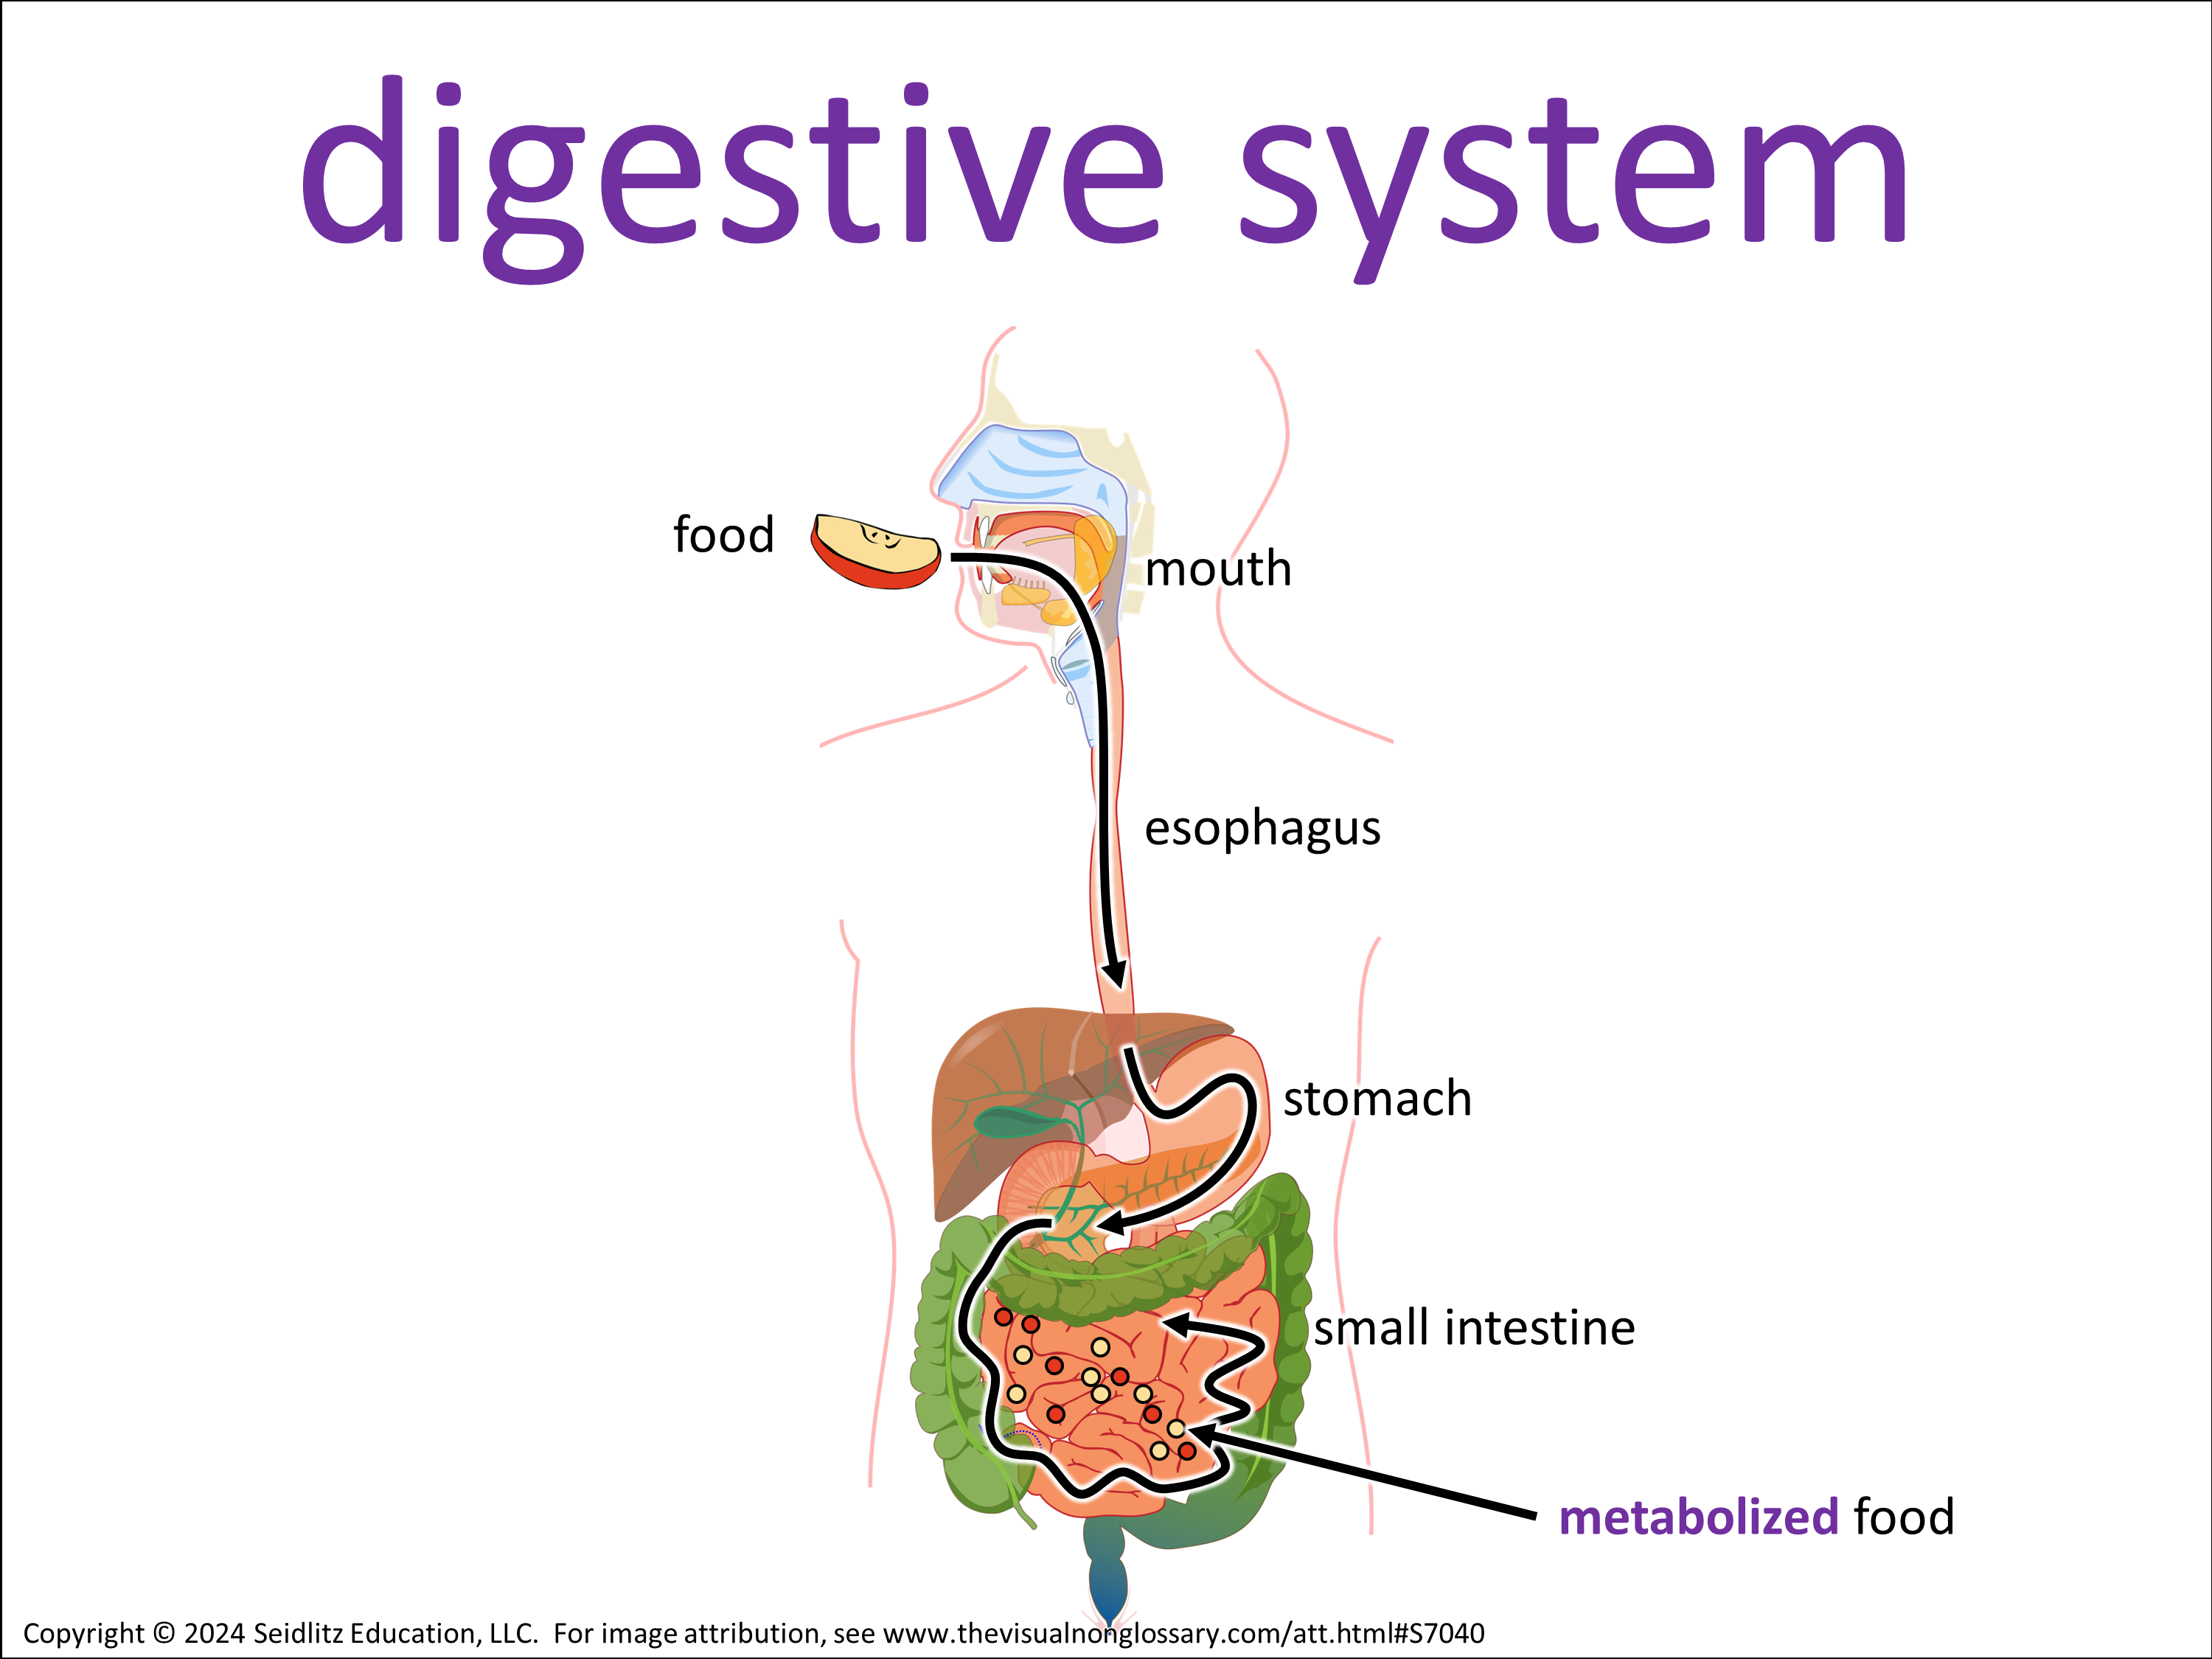 digestive system
food
mouth
esophagus
stomach
small intestine
metabolized food
Copyright © 2024 Seidlitz Education, LLC.  For image attribution, see www.thevisualnonglossary.com/att.html#S7040